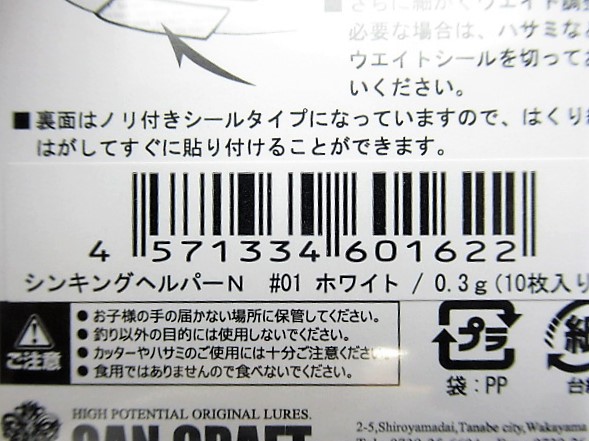 ■さらに細かくウエイト調整
必要な場合は、ハサミな
ウエイトシールを切ってお
いください。
■裏面はノリ付きシールタイプになっていますので、はくり紙
はがしてすぐに貼り付けることができます。
4 571334 601622
シンキングヘルパーN #01 ホワイト / 0.3g(10枚入り
ご注意
●お子様の手の届かない場所に保管してください。
●釣り以外の目的には使用しないでください。
●カッターやハサミのご使用には十分ご注意ください。
●食用ではありませんので食べないでください。
プラ
袋:PP
紙
台紙
HIGH POTENTIAL ORIGINAL LURES.
GAN CRAFT
2-5,Shiroyamadai,Tanabe city,Wakayama